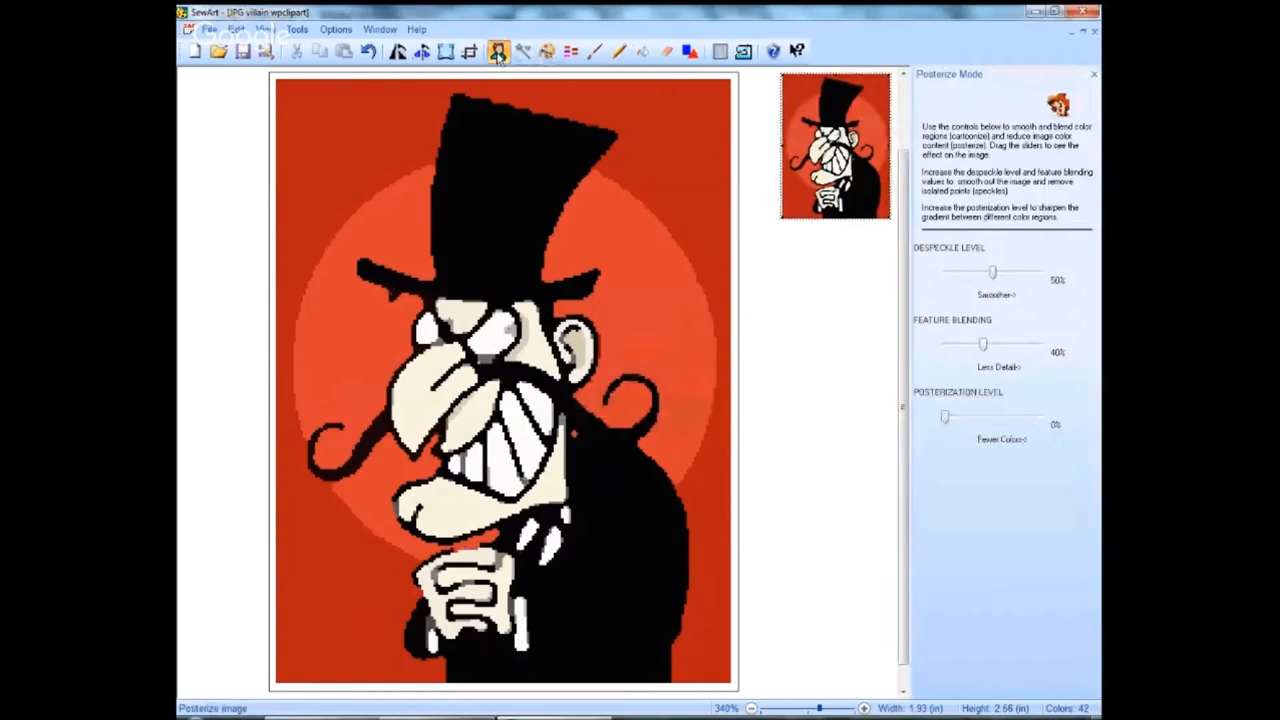 SewArt - [JPG villain wpclipart]
File Edit View Tools Options Window Help
Google
Posterize Mode
Use the controls below to smooth and blend color
regions (cartoonize) and reduce image color
content (posterize). Drag the sliders to see the
effect on the image.
Increase the despeckle level and feature blending
values to smooth out the image and remove
isolated points (speckles)
Increase the posterization level to sharpen the
gradient between different color regions.
DESPECKLE LEVEL
50%
Smoother->
FEATURE BLENDING
40%
Less Detail->
POSTERIZATION LEVEL
0%
Fewer Colors->
Posterize image 340% Width: 1.93 (in) Height: 2.56 (in) Colors: 42